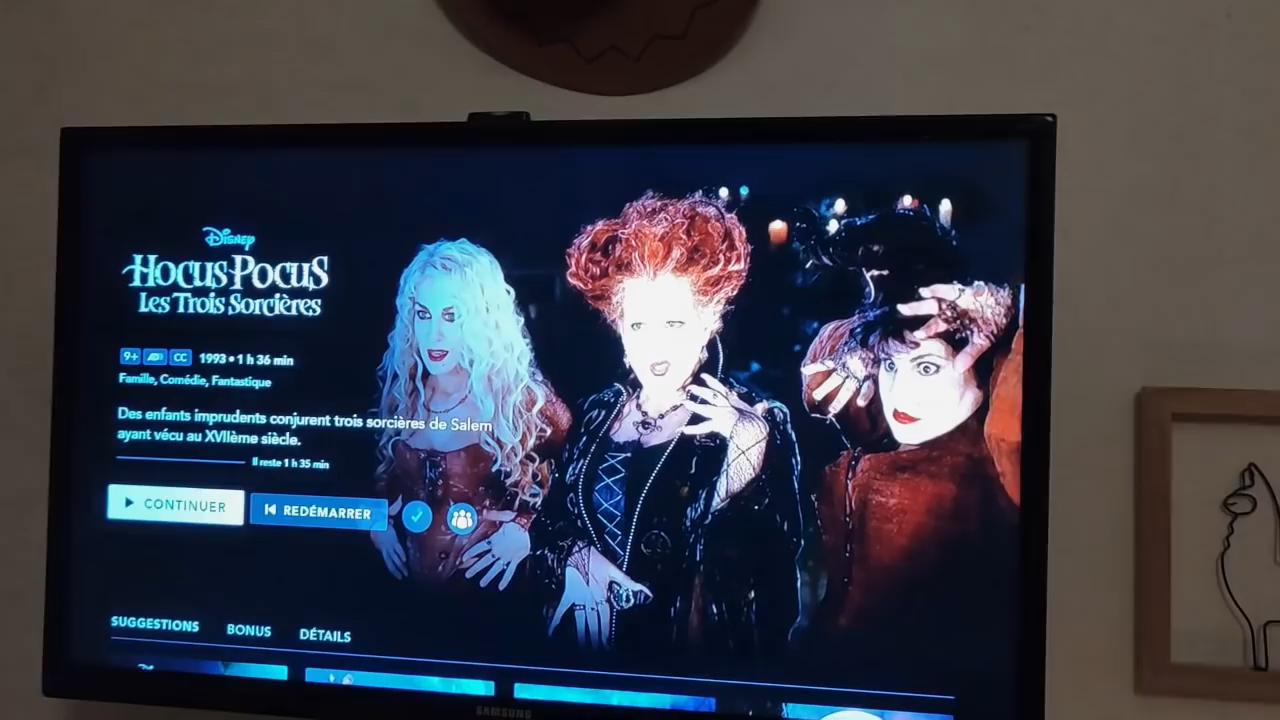 Disney
Hocus Pocus
Les Trois Sorcières
9+ AD CC 1993 • 1 h 36 min
Famille, Comédie, Fantastique
Des enfants imprudents conjurent trois sorcières de Salem
ayant vécu au XVIIème siècle.
Il reste 1 h 35 min
CONTINUER REDÉMARRER
SUGGESTIONS BONUS DÉTAILS
SAMSUNG